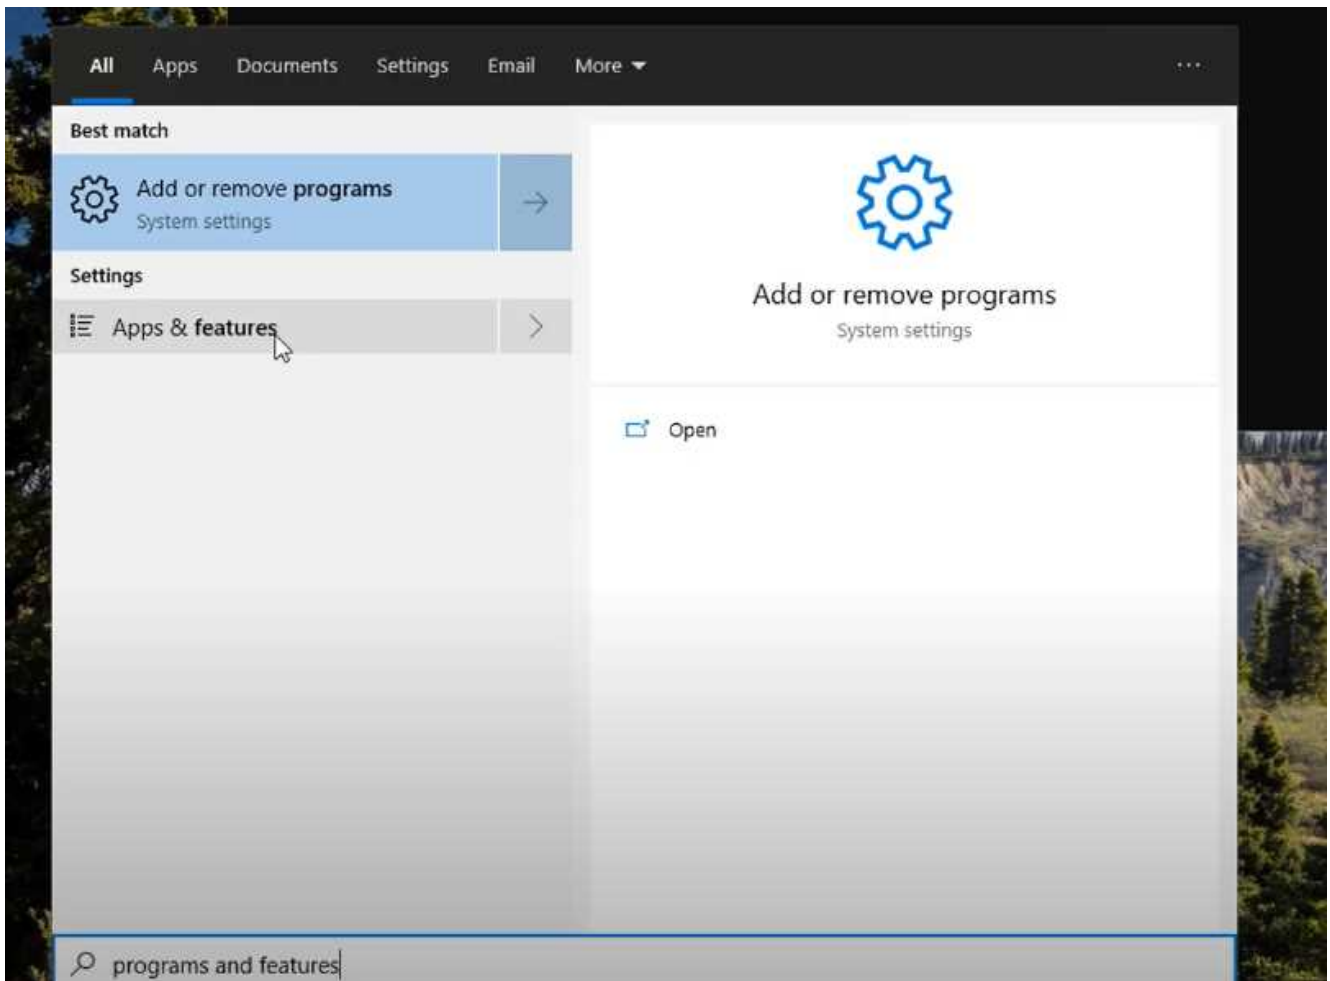 All Apps Documents Settings Email More ...
Best match
Add or remove programs
System settings
Settings
Apps & features
Add or remove programs
System settings
Open
programs and features